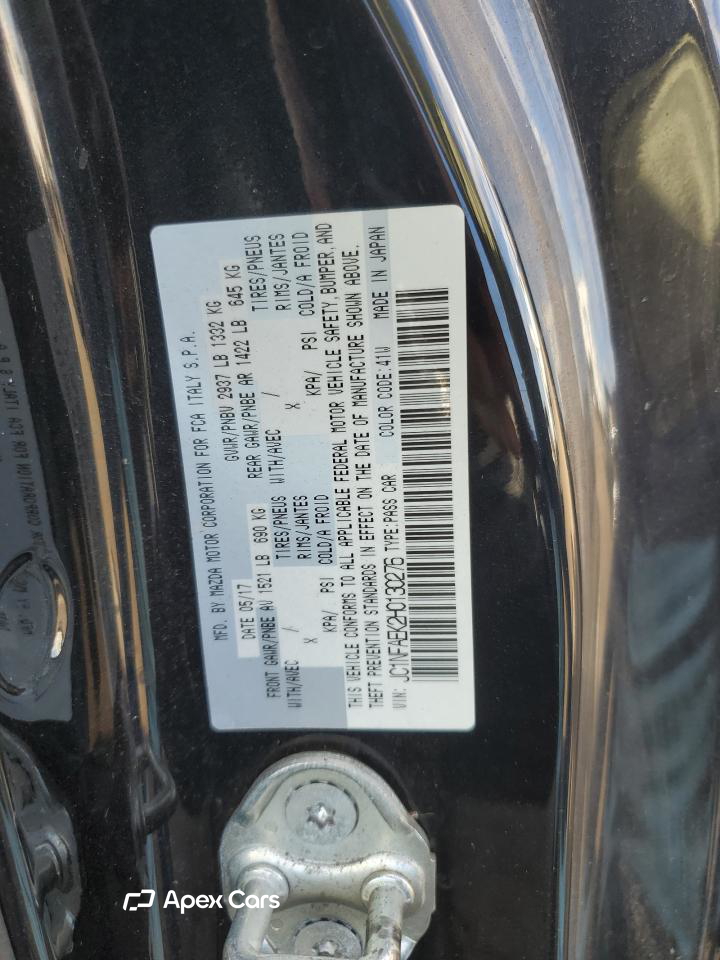 MFD. BY MAZDA MOTOR CORPORATION FOR FCA ITALY S.P.A.
DATE 05/17 GVWR/PNBV 2937 LB 1332 KG
FRONT GAWR/PNBE AV 1521 LB 690 KG REAR GAWR/PNBE AR 1422 LB 645 KG
WITH/AVEC / TIRES/PNEUS WITH/AVEC / TIRES/PNEUS
X RIMS/JANTES X RIMS/JANTES
KPA/ PSI COLD/A FROID KPA/ PSI COLD/A FROID
THIS VEHICLE CONFORMS TO ALL APPLICABLE FEDERAL MOTOR VEHICLE SAFETY, BUMPER, AND
THEFT PREVENTION STANDARDS IN EFFECT ON THE DATE OF MANUFACTURE SHOWN ABOVE.
VIN: JC1NFAEK2H0130276 TYPE:PASS CAR COLOR CODE:41W MADE IN JAPAN
Apex Cars